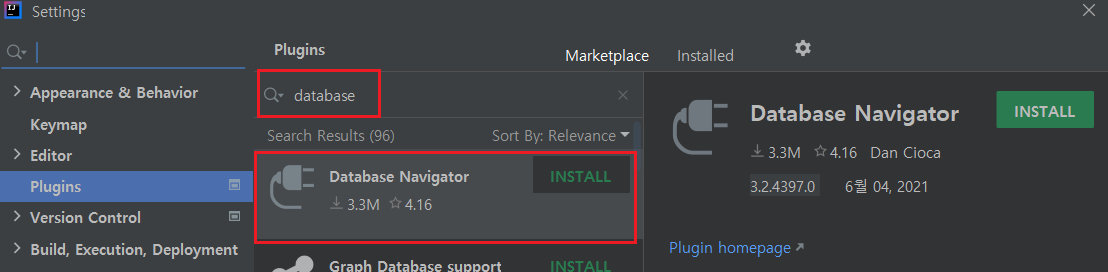 Settings
Plugins
Marketplace
Installed
database
Appearance & Behavior
Keymap
Editor
Plugins
Version Control
Build, Execution, Deployment
Search Results (96)
Sort By: Relevance
Database Navigator
INSTALL
3.3M
4.16
Graph Database support
INSTALL
Database Navigator
INSTALL
3.3M
4.16
Dan Cioca
3.2.4397.0
6월 04, 2021
Plugin homepage